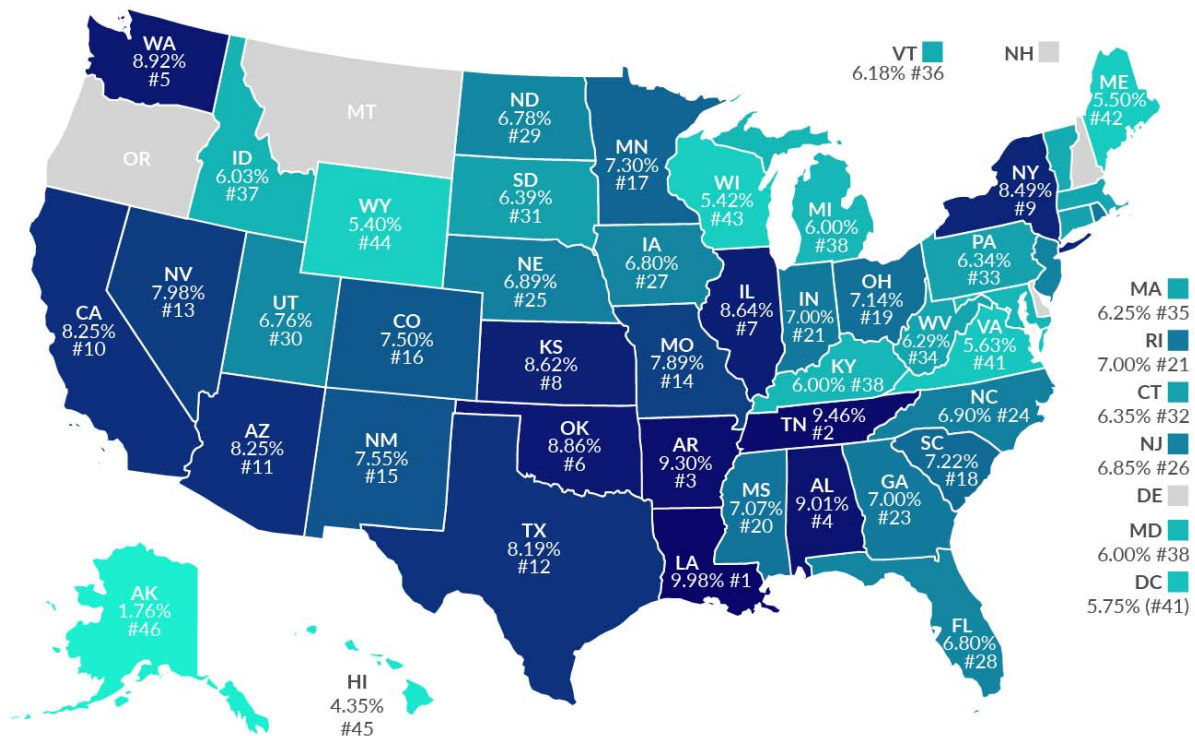 WA
8.92%
#5
VT
6.18% #36
NH
ME
5.50%
#42
MT
ND
6.78%
#29
MN
7.30%
#17
OR
ID
6.03%
#37
SD
6.39%
#31
WI
5.42%
#43
MI
6.00%
#38
NY
8.49%
#9
WY
5.40%
#44
IA
6.80%
#27
PA
6.34%
#33
NE
6.89%
#25
NV
7.98%
#13
UT
6.76%
#30
CO
7.50%
#16
CA
8.25%
#10
IL
8.64%
#7
IN
7.00%
#21
OH
7.14%
#19
WV
6.29%
#34
VA
5.63%
#41
MA
6.25% #35
RI
7.00% #21
CT
6.35% #32
NJ
6.85% #26
DE
MD
6.00% #38
DC
5.75% (#41)
KS
8.62%
#8
MO
7.89%
#14
KY
6.00% #38
NC
6.90% #24
TN 9.46%
#2
SC
7.22%
#18
AZ
8.25%
#11
NM
7.55%
#15
OK
8.86%
#6
AR
9.30%
#3
MS
7.07%
#20
AL
9.01%
#4
GA
7.00%
#23
TX
8.19%
#12
LA
9.98% #1
FL
6.80%
#28
AK
1.76%
#46
HI
4.35%
#45